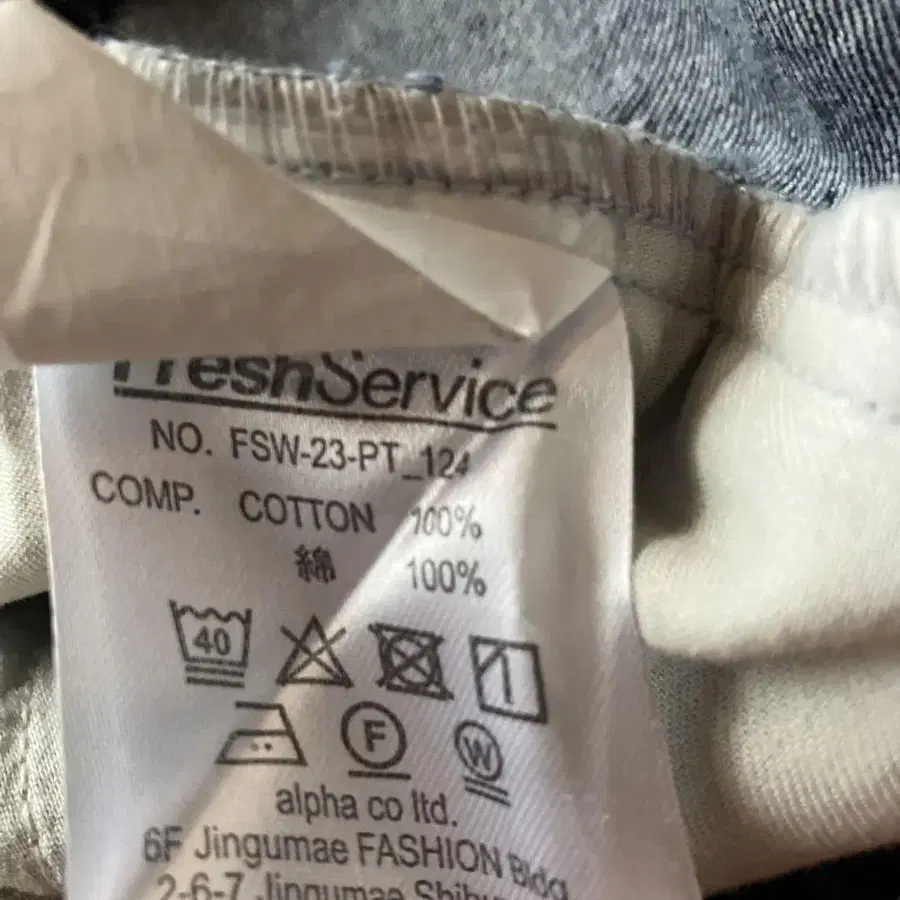 FreshService
NO. FSW-23-PT_124
COMP. COTTON 100%
綿 100%
40
F W
alpha co ltd.
6F Jingumae FASHION Bldg.
2-6-7 Jingumae